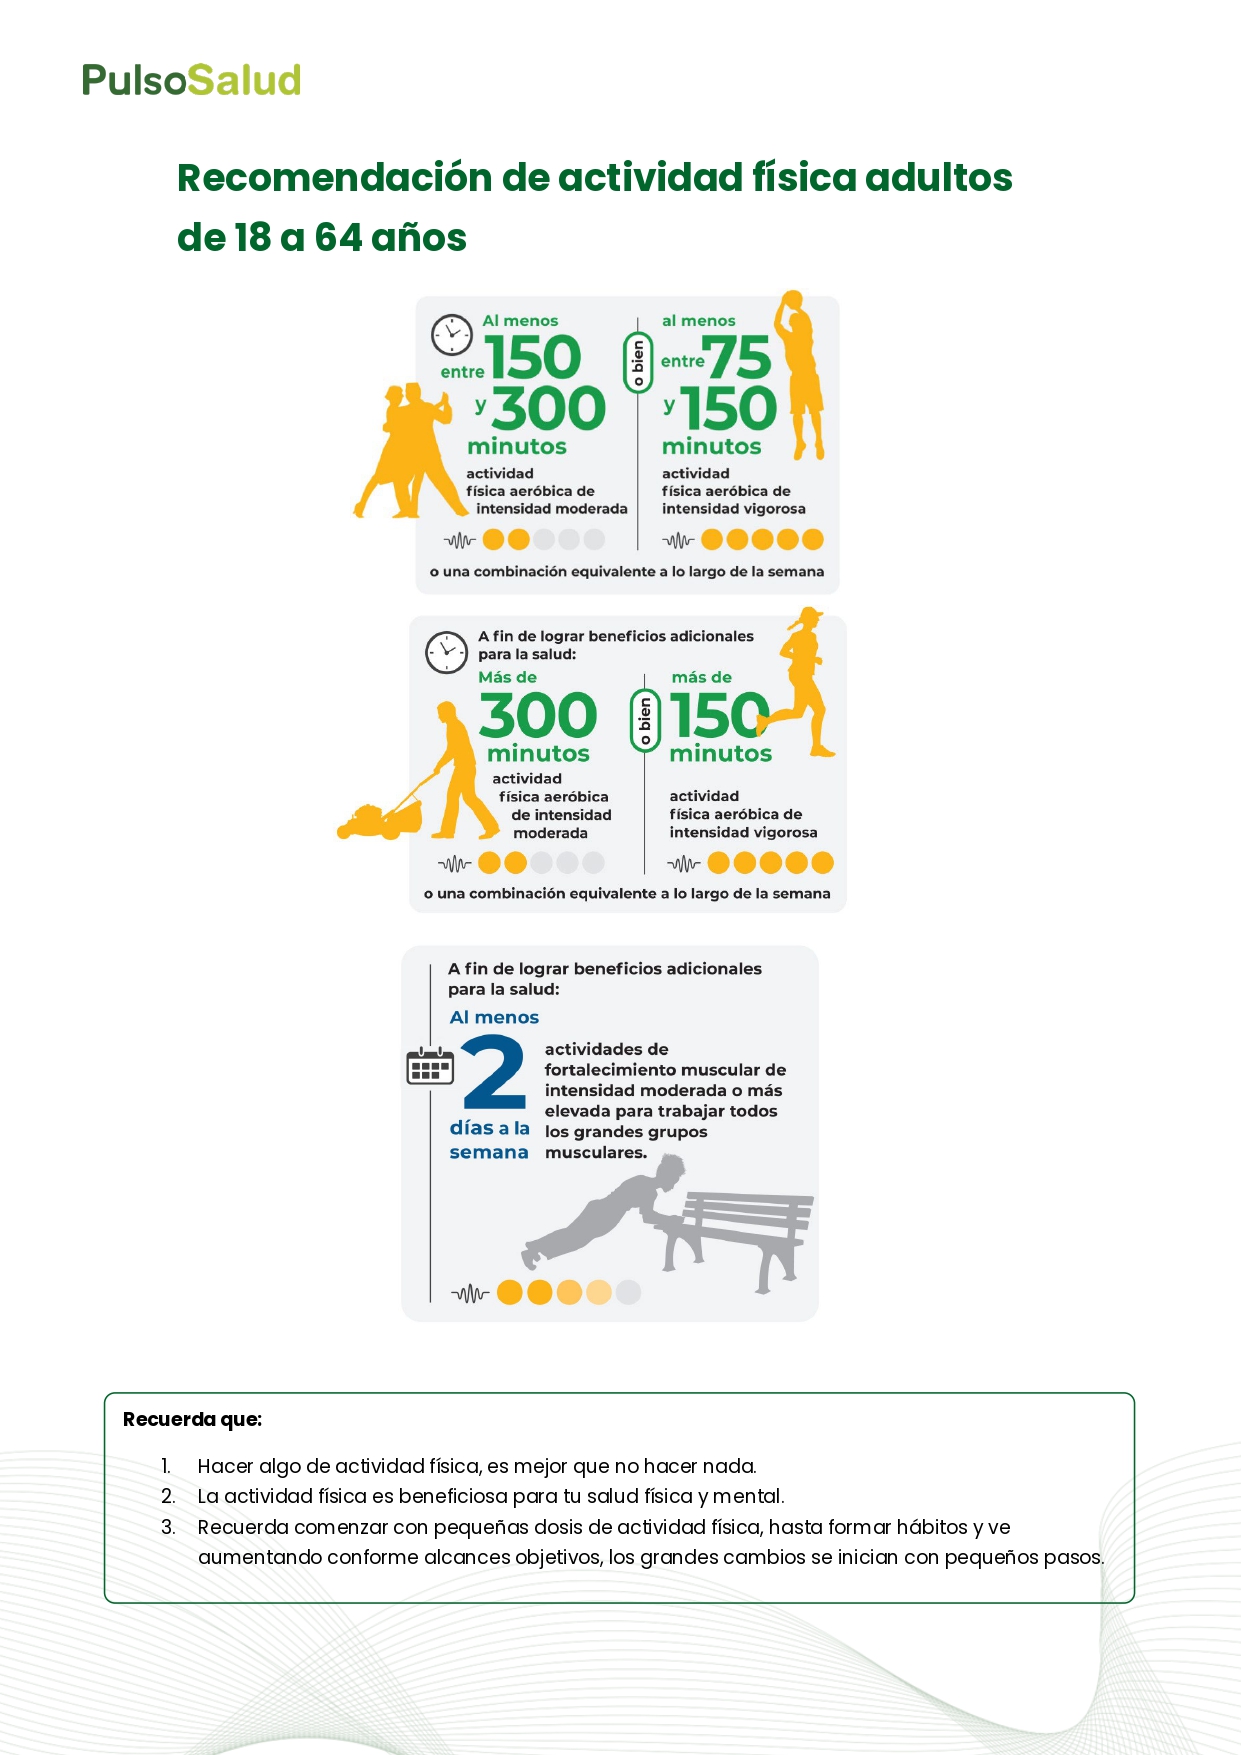 PulsoSalud
Recomendación de actividad física adultos
de 18 a 64 años
Al menos
entre 150
y 300
minutos
actividad
física aeróbica de
intensidad moderada
o bien
al menos
entre 75
y 150
minutos
actividad
física aeróbica de
intensidad vigorosa
o una combinación equivalente a lo largo de la semana
A fin de lograr beneficios adicionales
para la salud:
Más de
300
minutos
actividad
física aeróbica
de intensidad
moderada
o bien
más de
150
minutos
actividad
física aeróbica de
intensidad vigorosa
o una combinación equivalente a lo largo de la semana
A fin de lograr beneficios adicionales
para la salud:
Al menos
2
días a la
semana
actividades de
fortalecimiento muscular de
intensidad moderada o más
elevada para trabajar todos
los grandes grupos
musculares.
Recuerda que:
1. Hacer algo de actividad física, es mejor que no hacer nada.
2. La actividad física es beneficiosa para tu salud física y mental.
3. Recuerda comenzar con pequeñas dosis de actividad física, hasta formar hábitos y ve
aumentando conforme alcances objetivos, los grandes cambios se inician con pequeños pasos.